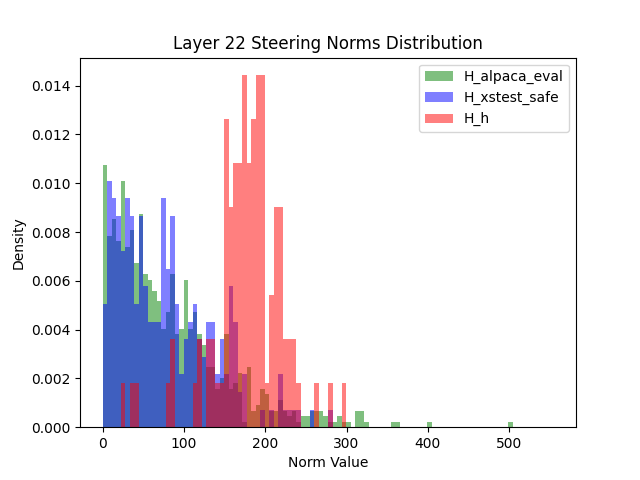 Layer 22 Steering Norms Distribution
H_alpaca_eval
H_xstest_safe
H_h
0.014
0.012
0.010
0.008
0.006
0.004
0.002
0.000
Density
0
100
200
300
400
500
Norm Value